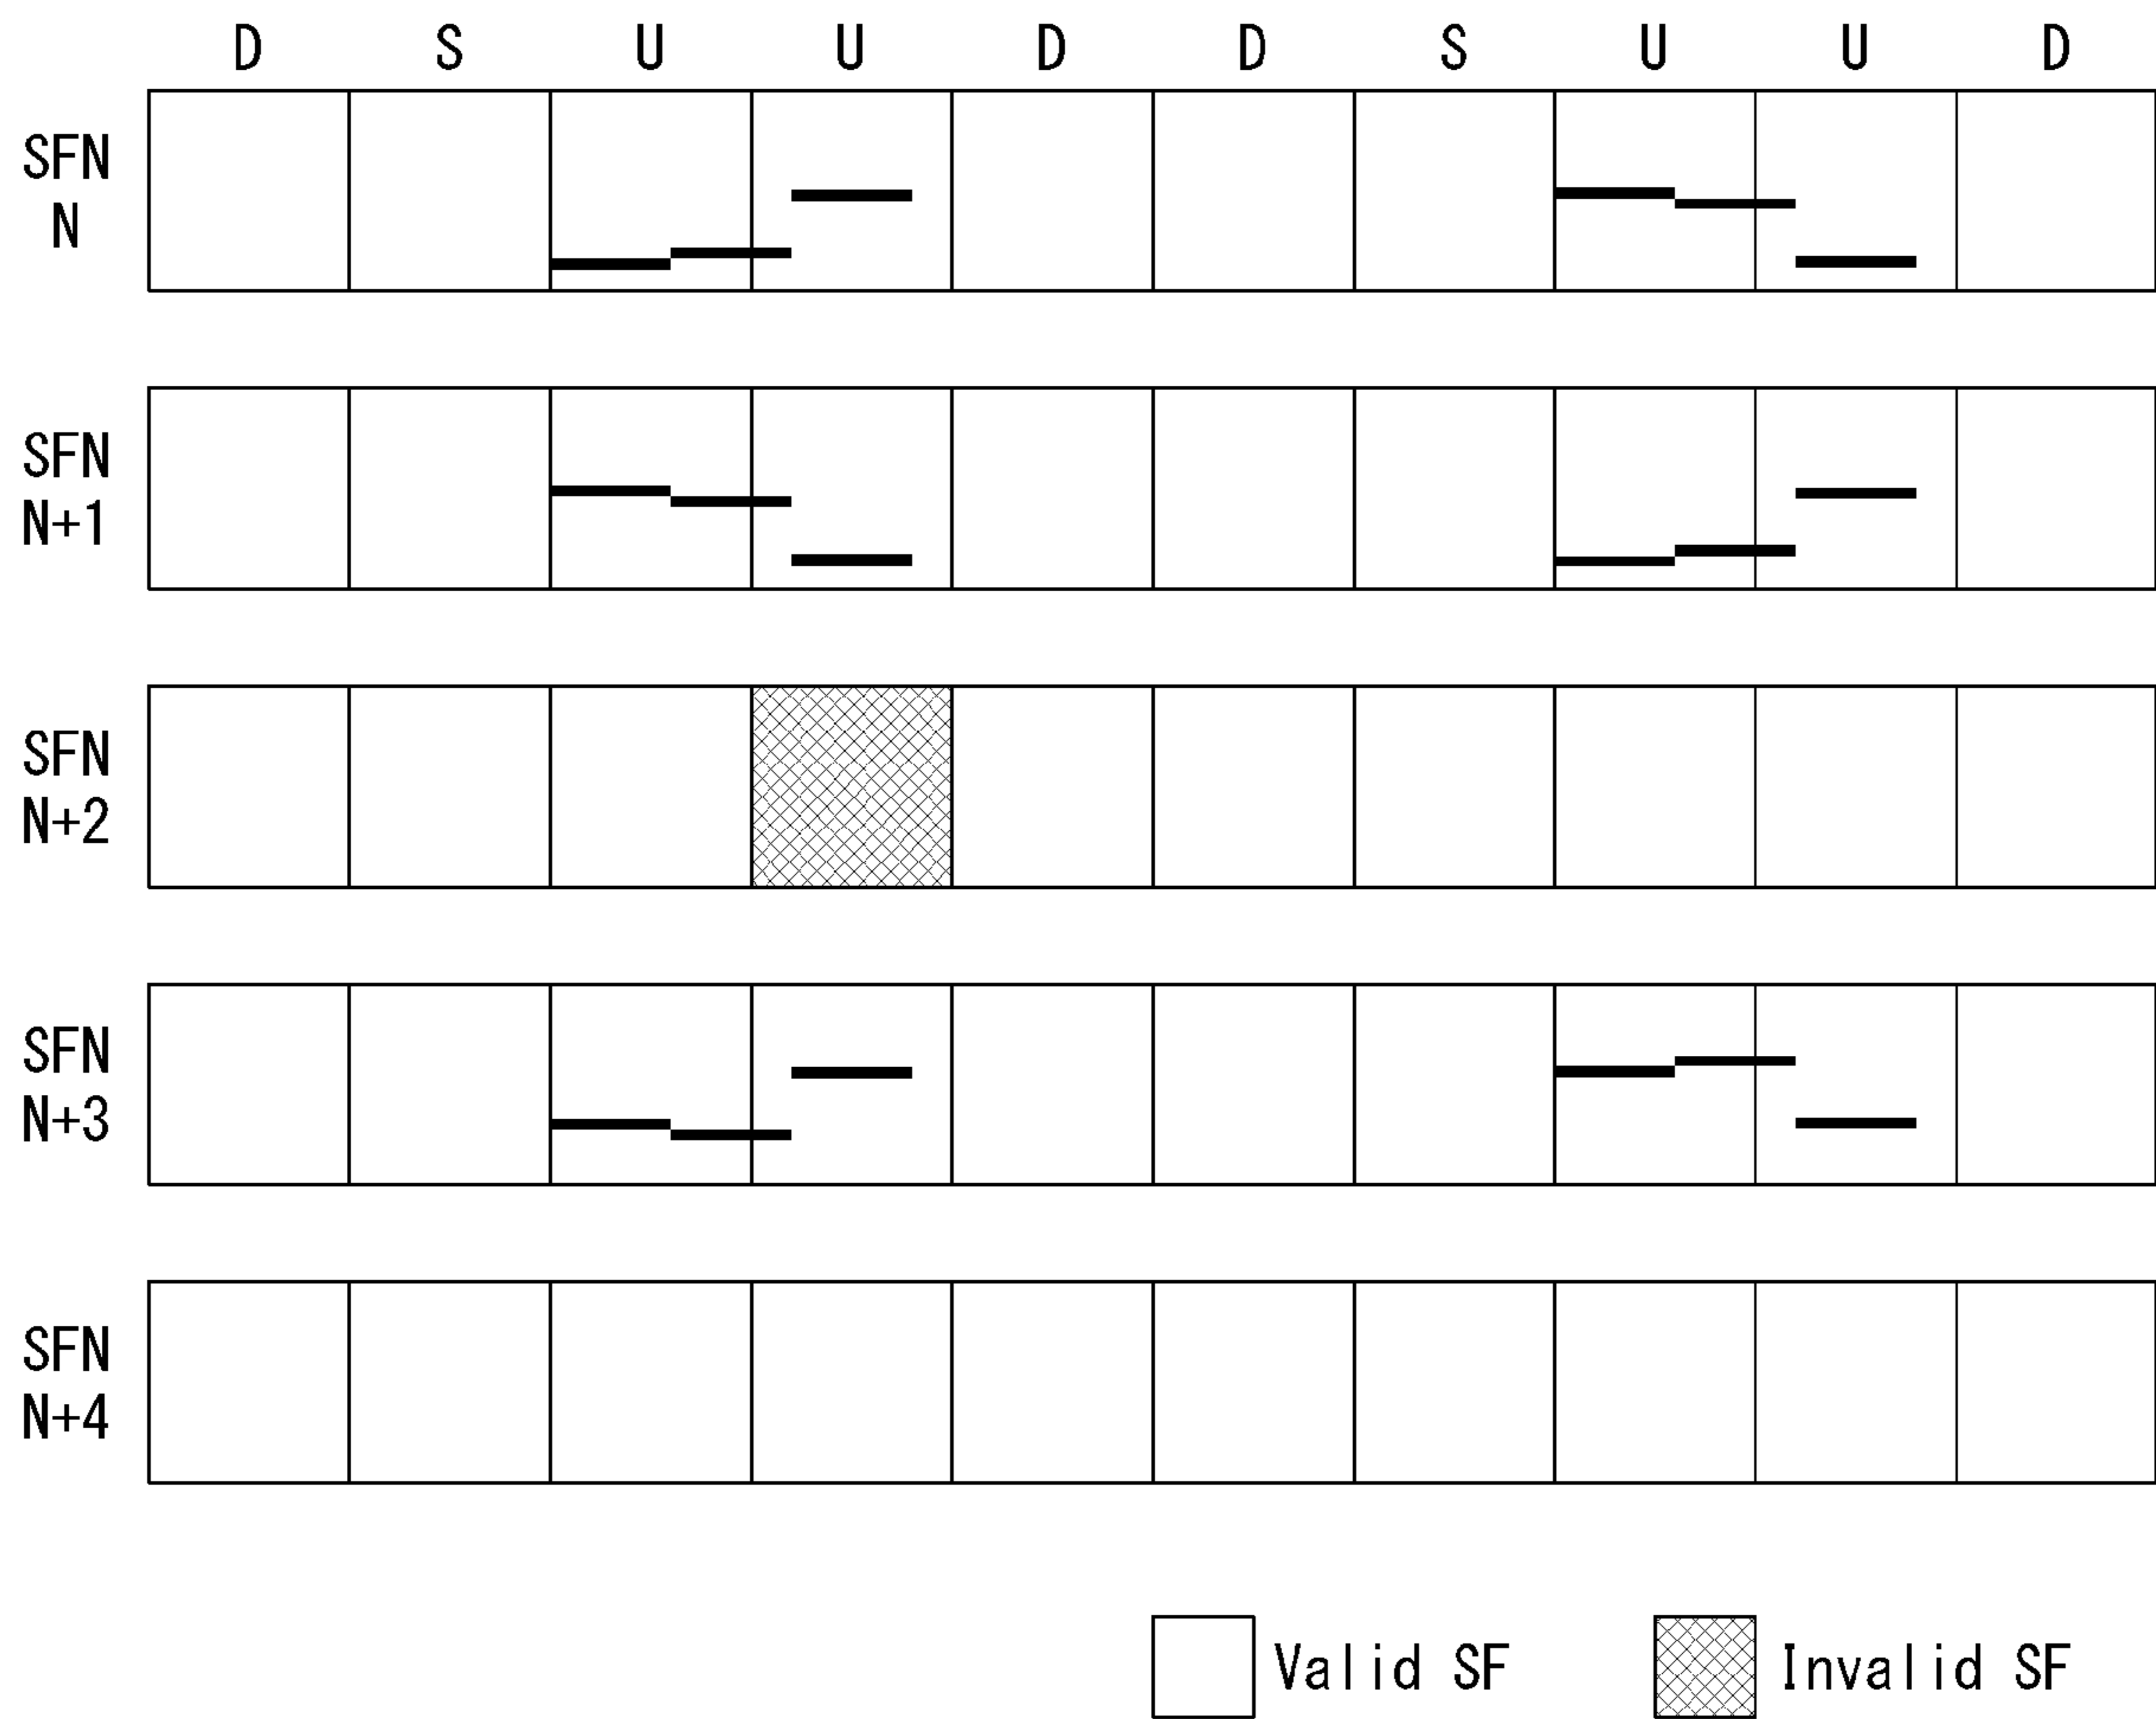 D S U U D D S U U D
SFN
N
SFN
N+1
SFN
N+2
SFN
N+3
SFN
N+4
Valid SF Invalid SF